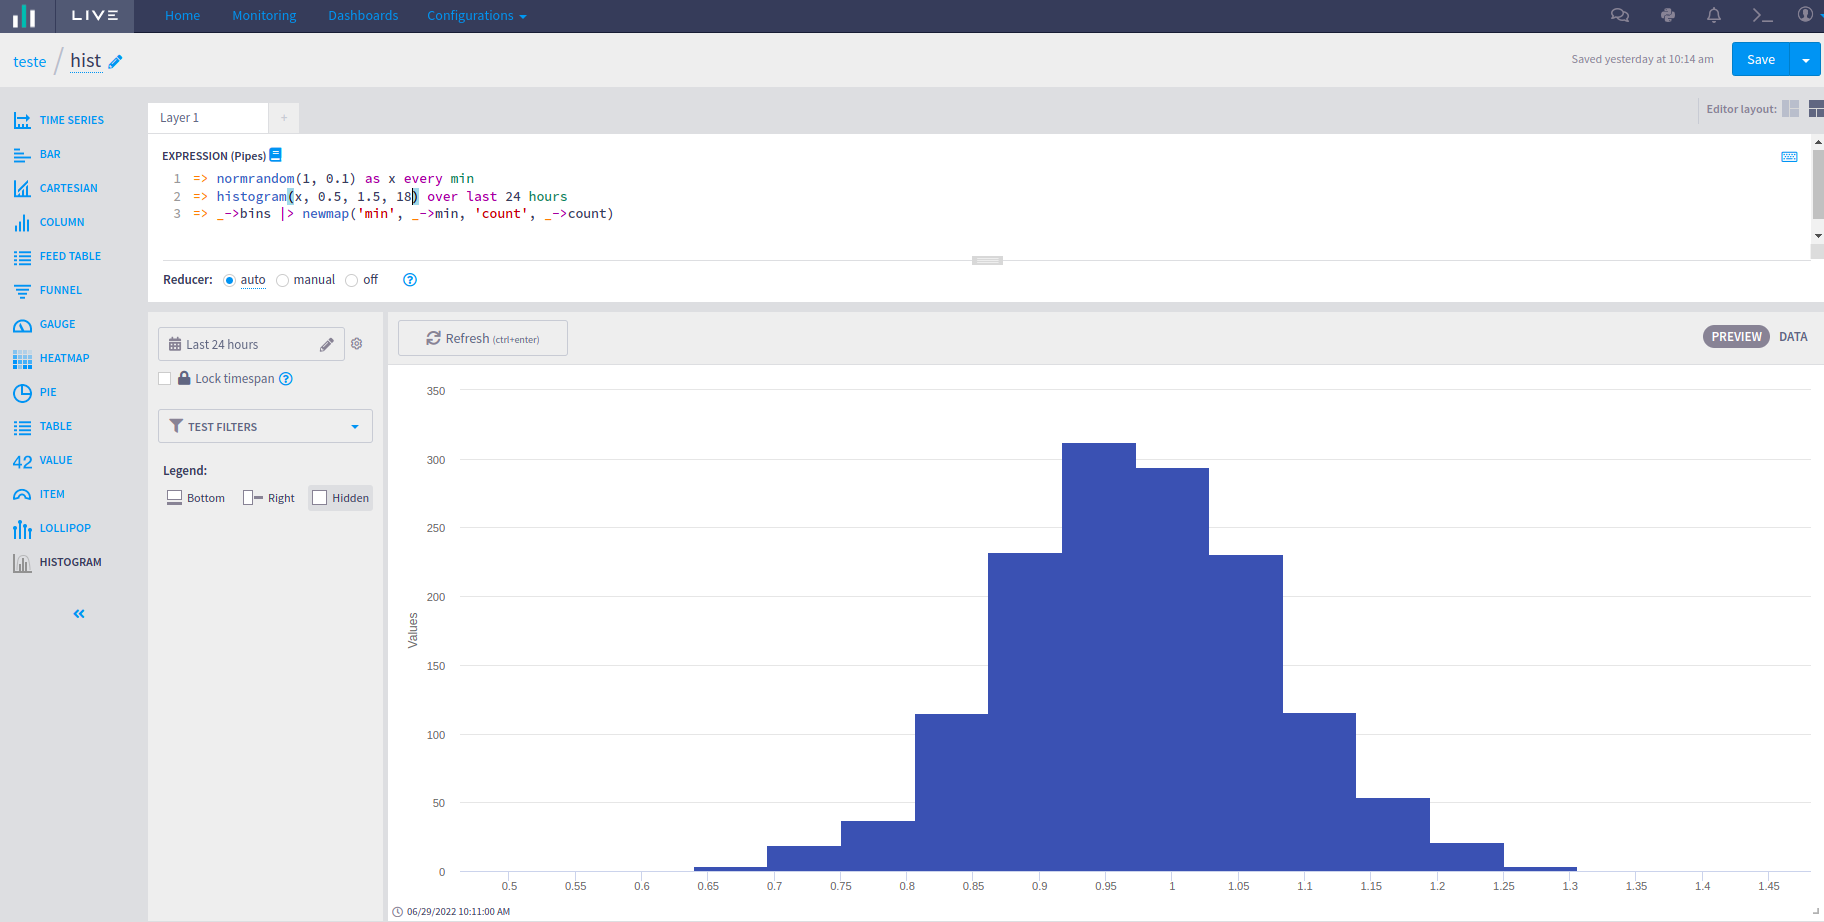 LIVE Home Monitoring Dashboards Configurations
teste / hist Saved yesterday at 10:14 am Save
Layer 1 + Editor layout:
EXPRESSION (Pipes)
1 => normrandom(1, 0.1) as x every min
2 => histogram(x, 0.5, 1.5, 18) over last 24 hours
3 => _->bins |> newmap('min', _->min, 'count', _->count)
Reducer: auto manual off ?
TIME SERIES
BAR
CARTESIAN
COLUMN
FEED TABLE
FUNNEL
GAUGE
HEATMAP
PIE
TABLE
42 VALUE
ITEM
LOLLIPOP
HISTOGRAM
«
Last 24 hours
Lock timespan ?
TEST FILTERS
Legend:
Bottom Right Hidden
Refresh (ctrl+enter) PREVIEW DATA
350
300
250
200
150
100
50
0
Values
0.5 0.55 0.6 0.65 0.7 0.75 0.8 0.85 0.9 0.95 1 1.05 1.1 1.15 1.2 1.25 1.3 1.35 1.4 1.45
06/29/2022 10:11:00 AM